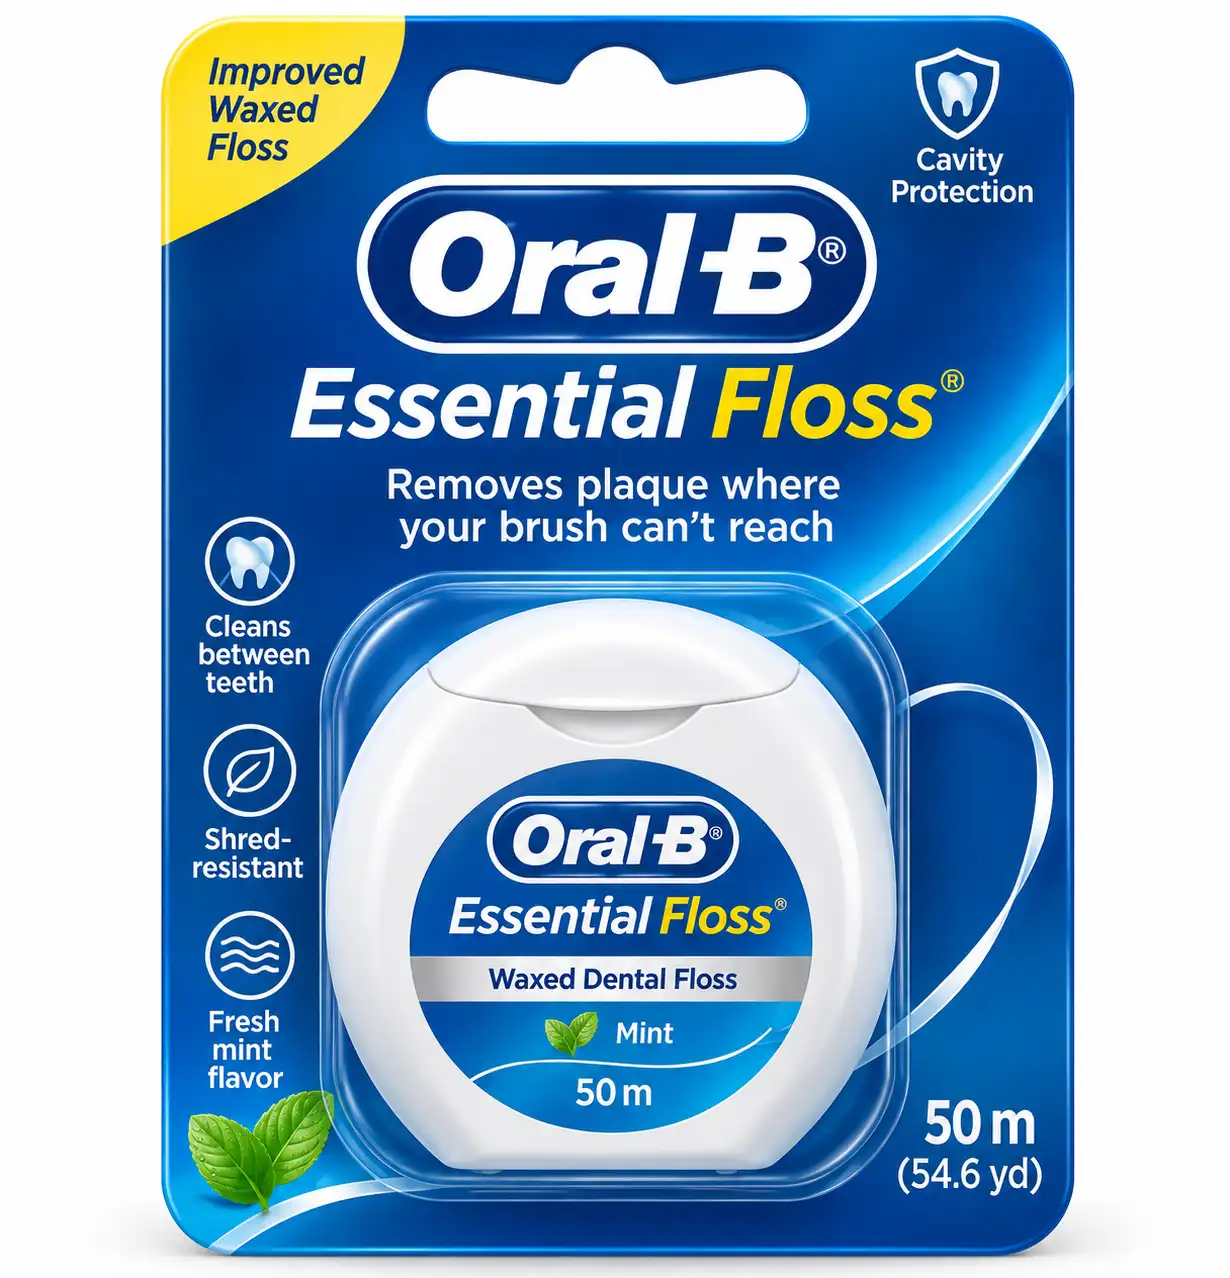 Improved
Waxed
Floss
Cavity
Protection
Oral-B®
Essential Floss®
Removes plaque where
your brush can't reach
Cleans
between
teeth
Shred-
resistant
Fresh
mint
flavor
Oral-B®
Essential Floss®
Waxed Dental Floss
Mint
50 m
50 m
(54.6 yd)